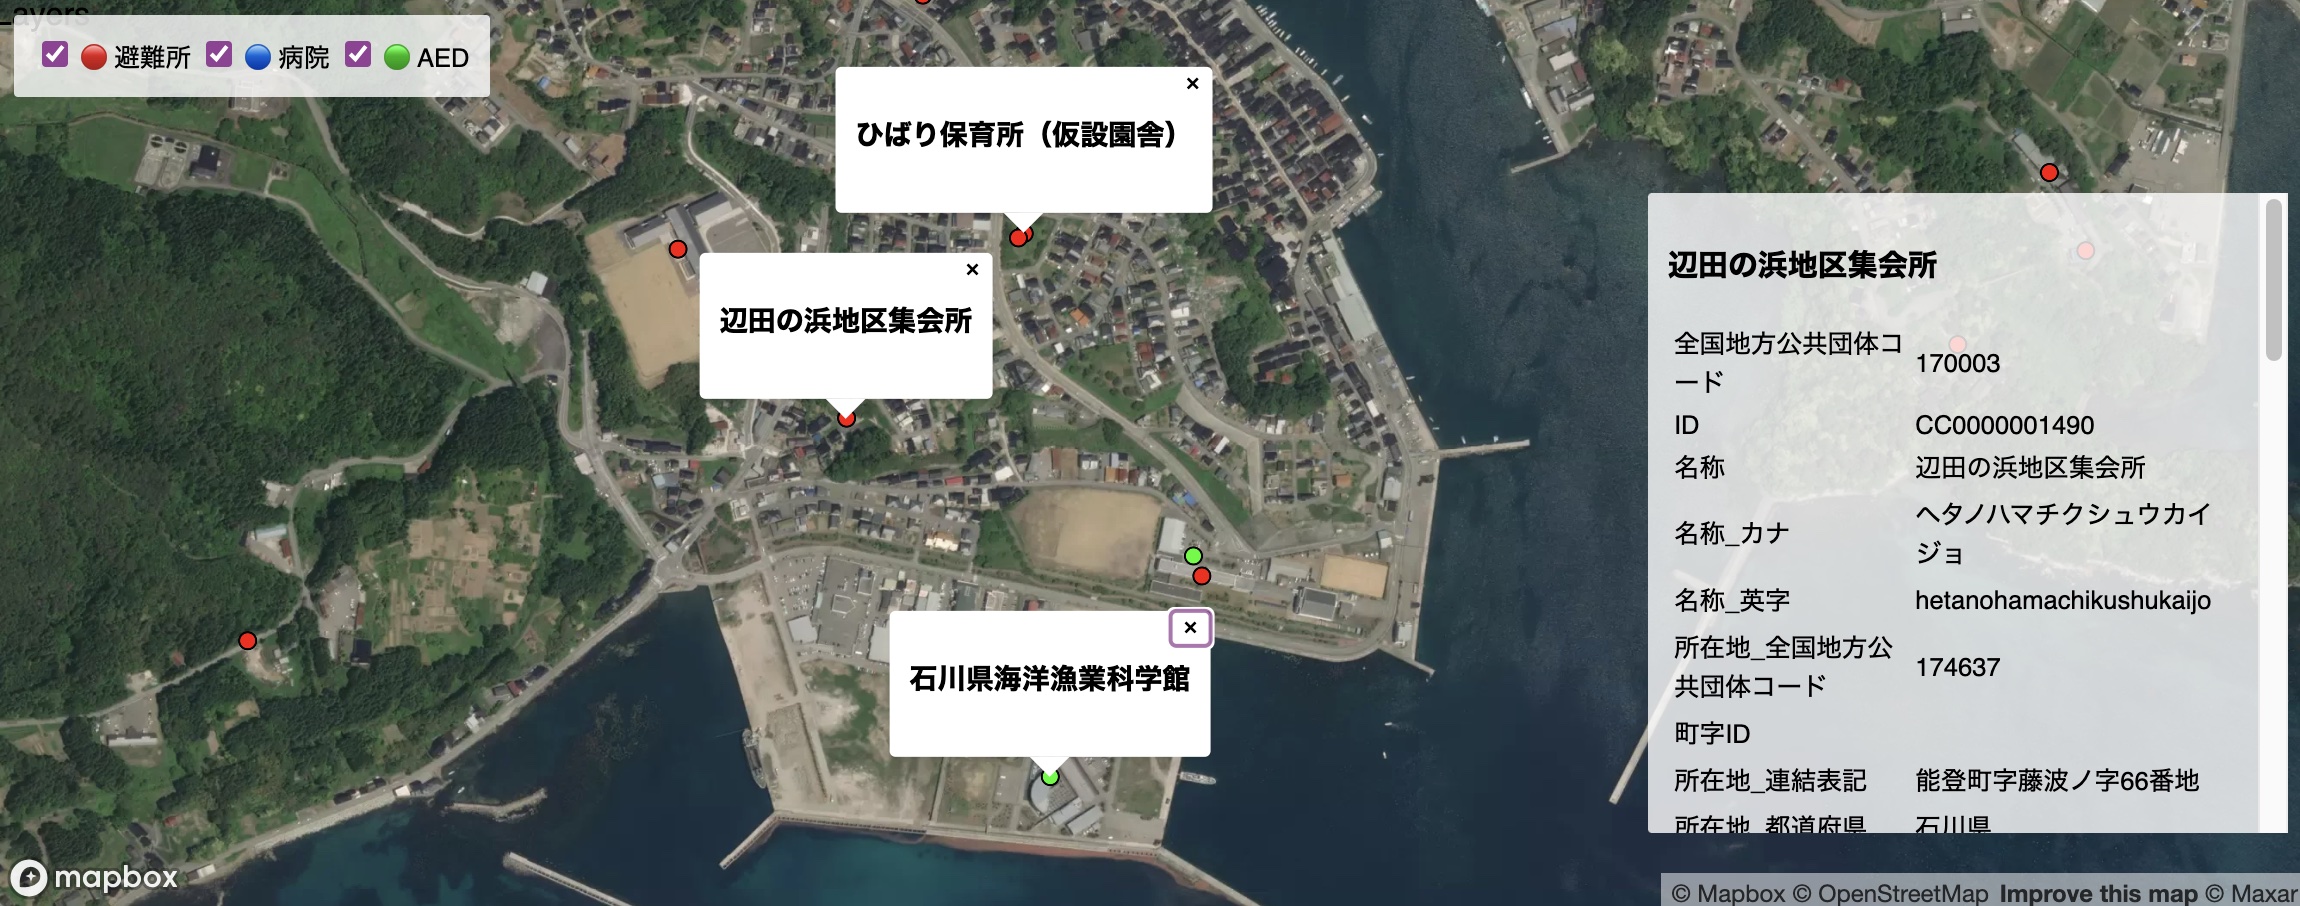 Layers
避難所 病院 AED
ひばり保育所（仮設園舎）
辺田の浜地区集会所
石川県海洋漁業科学館
辺田の浜地区集会所
全国地方公共団体コ
ード
170003
ID CC0000001490
名称 辺田の浜地区集会所
名称_カナ
ヘタノハマチクシュウカイ
ジョ
名称_英字 hetanohamachikushukaijo
所在地_全国地方公
共団体コード
174637
町字ID
所在地_連結表記 能登町字藤波ノ字66番地
所在地_都道府県 石川県
mapbox
© Mapbox © OpenStreetMap Improve this map © Maxar